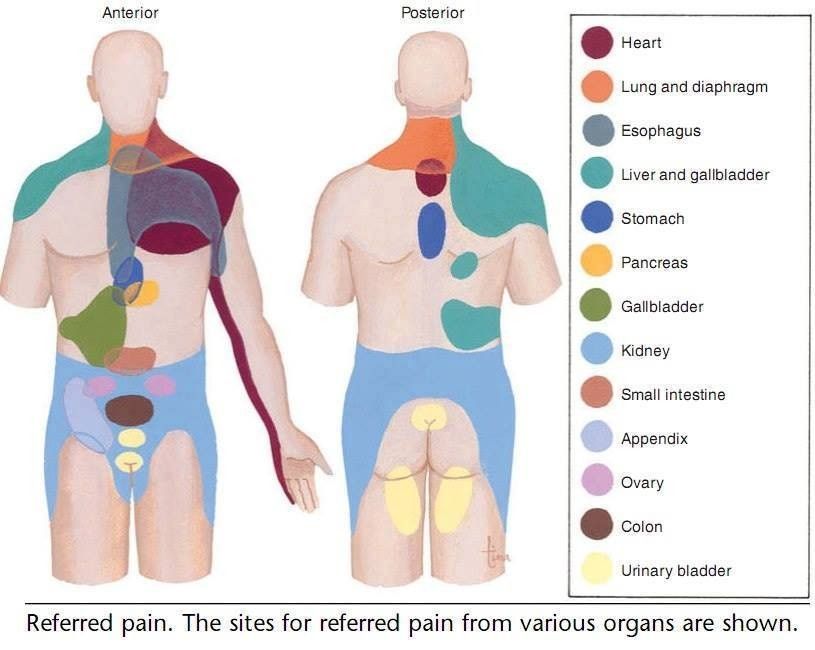 Anterior
Posterior
Heart
Lung and diaphragm
Esophagus
Liver and gallbladder
Stomach
Pancreas
Gallbladder
Kidney
Small intestine
Appendix
Ovary
Colon
Urinary bladder
Referred pain. The sites for referred pain from various organs are shown.